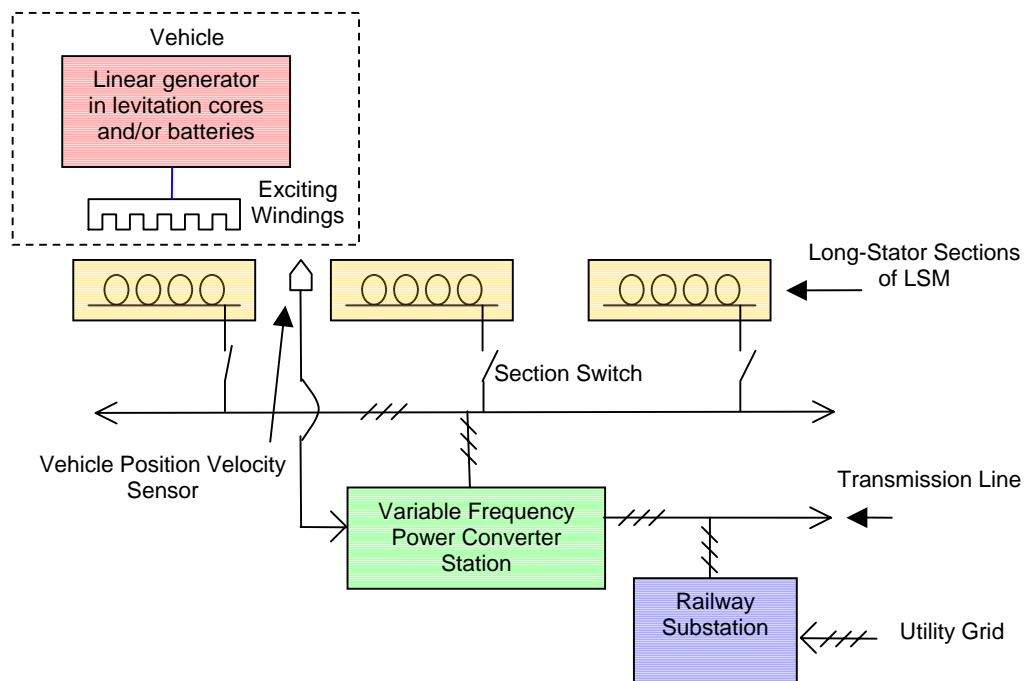 Vehicle
Linear generator
in levitation cores
and/or batteries
Exciting
Windings
Long-Stator Sections
of LSM
Section Switch
Vehicle Position Velocity
Sensor
Transmission Line
Variable Frequency
Power Converter
Station
Railway
Substation
Utility Grid